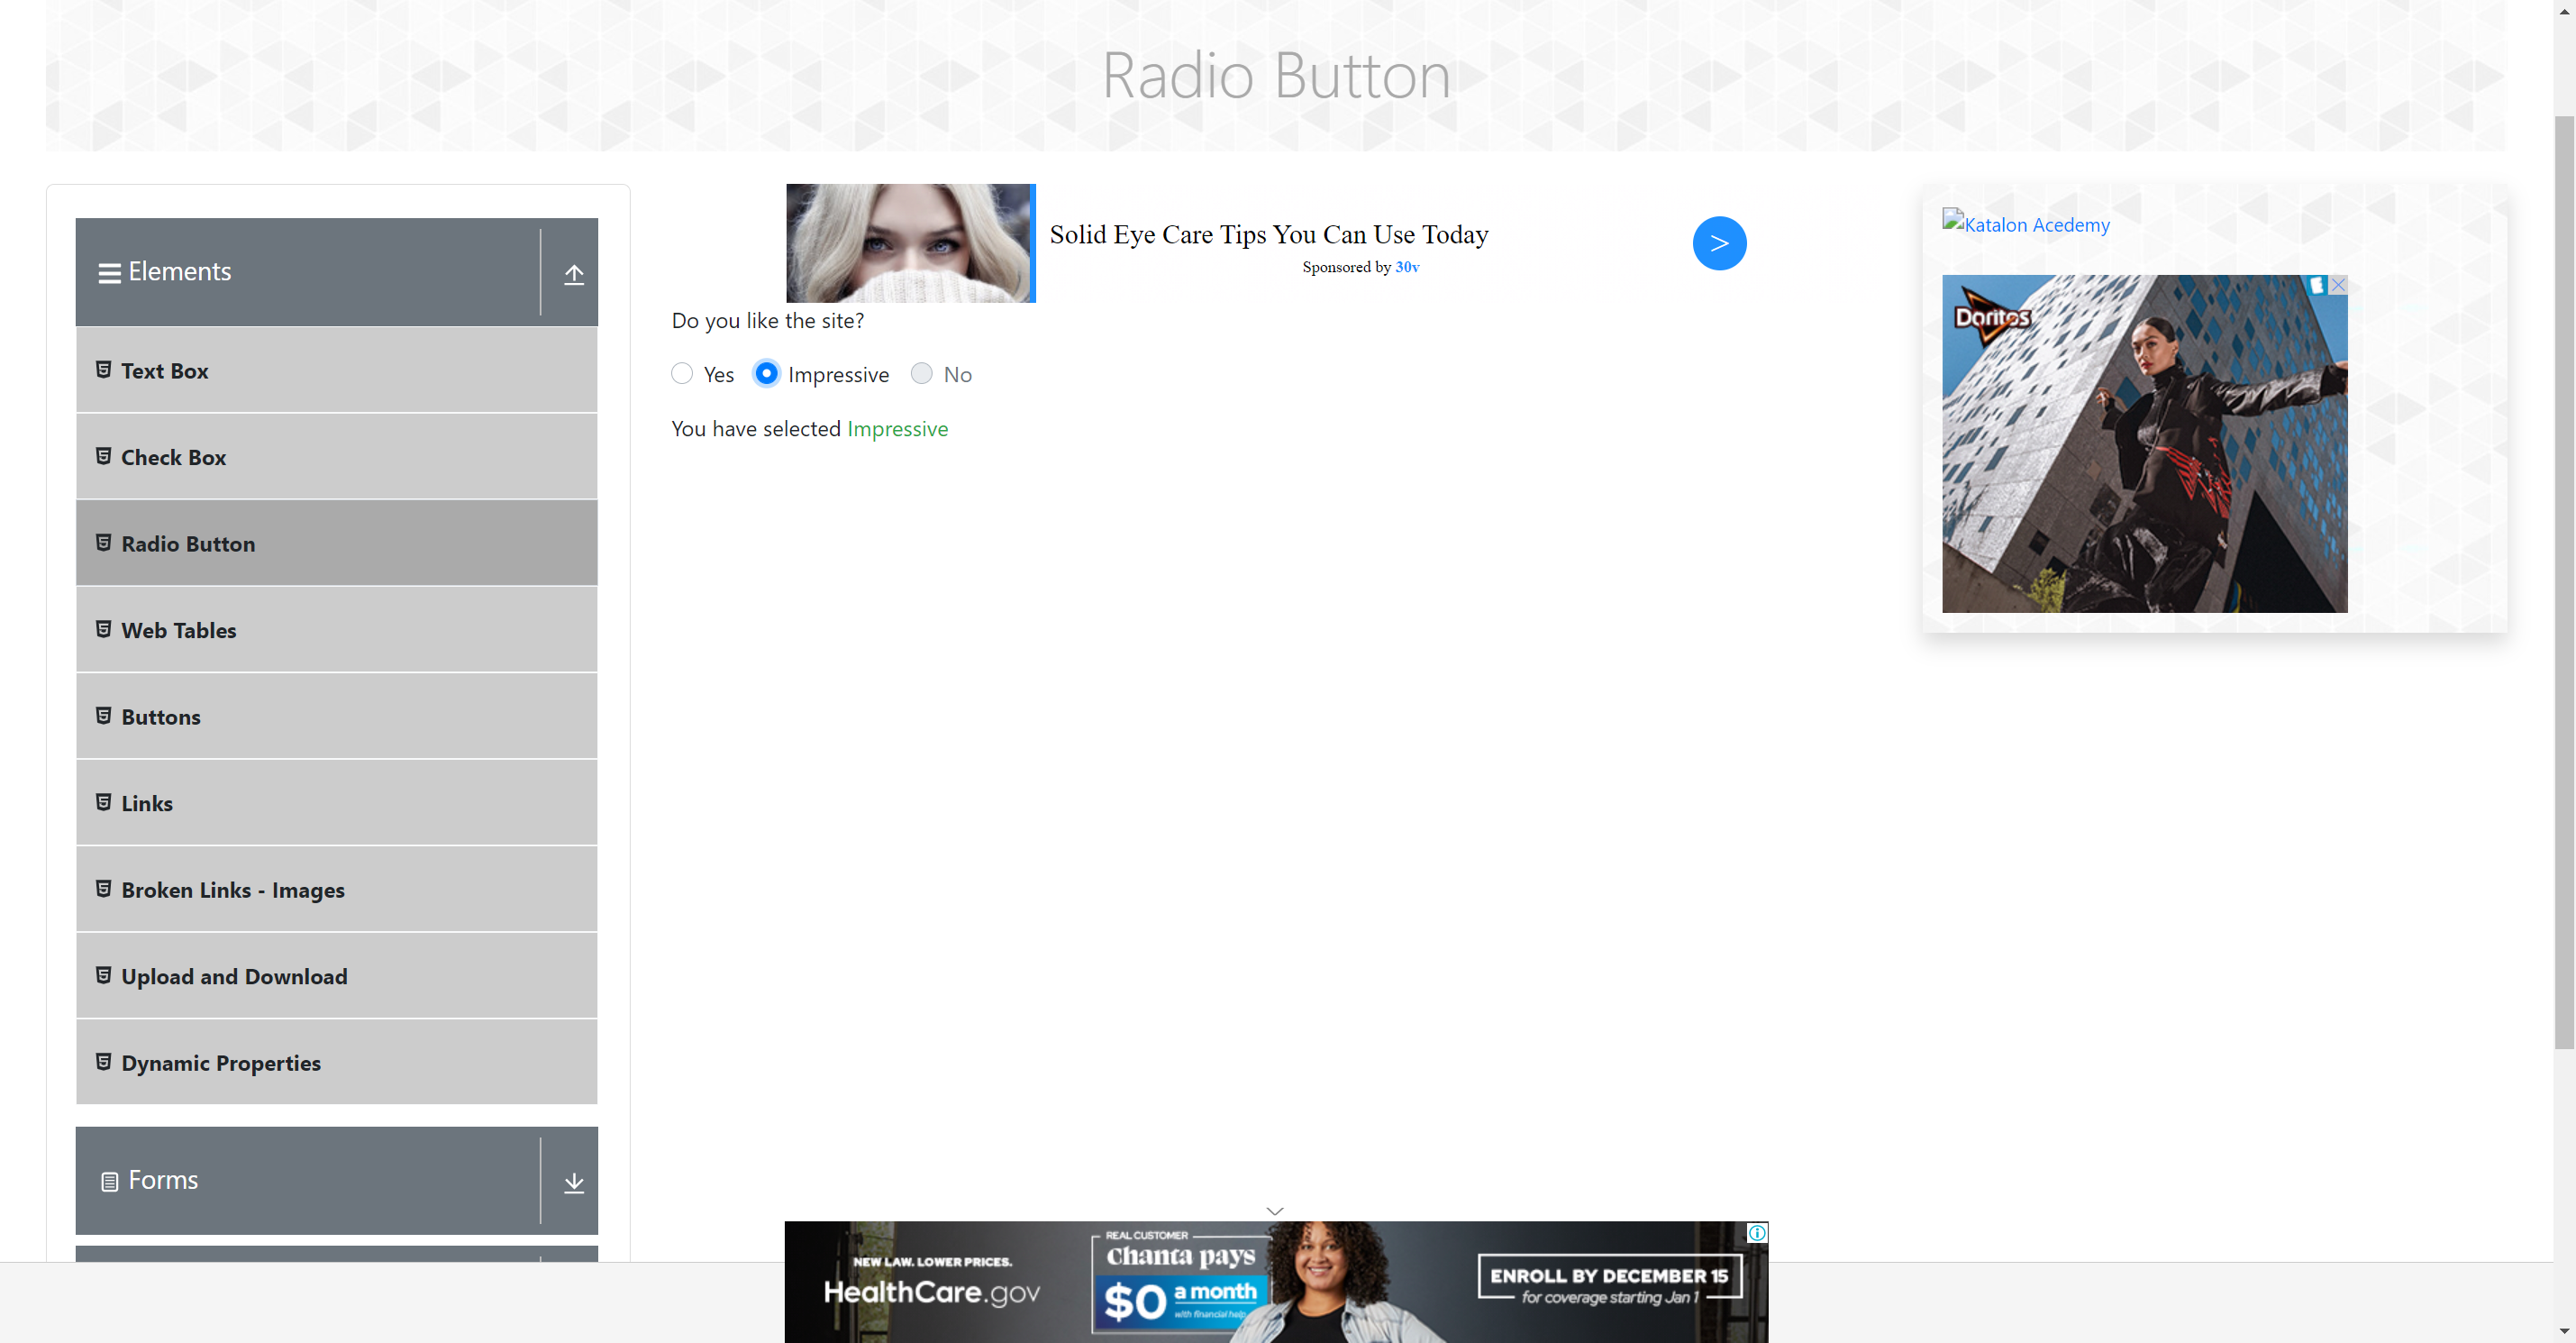 Radio Button
Elements
Text Box
Check Box
Radio Button
Web Tables
Buttons
Links
Broken Links - Images
Upload and Download
Dynamic Properties
Forms
Solid Eye Care Tips You Can Use Today
Sponsored by 30v
>
Do you like the site?
Yes Impressive No
You have selected Impressive
Katalon Acedemy
Doritos
NEW LAW. LOWER PRICES.
HealthCare.gov
REAL CUSTOMER
Chanta pays
$0 a month
with financial help
ENROLL BY DECEMBER 15
for coverage starting Jan 1